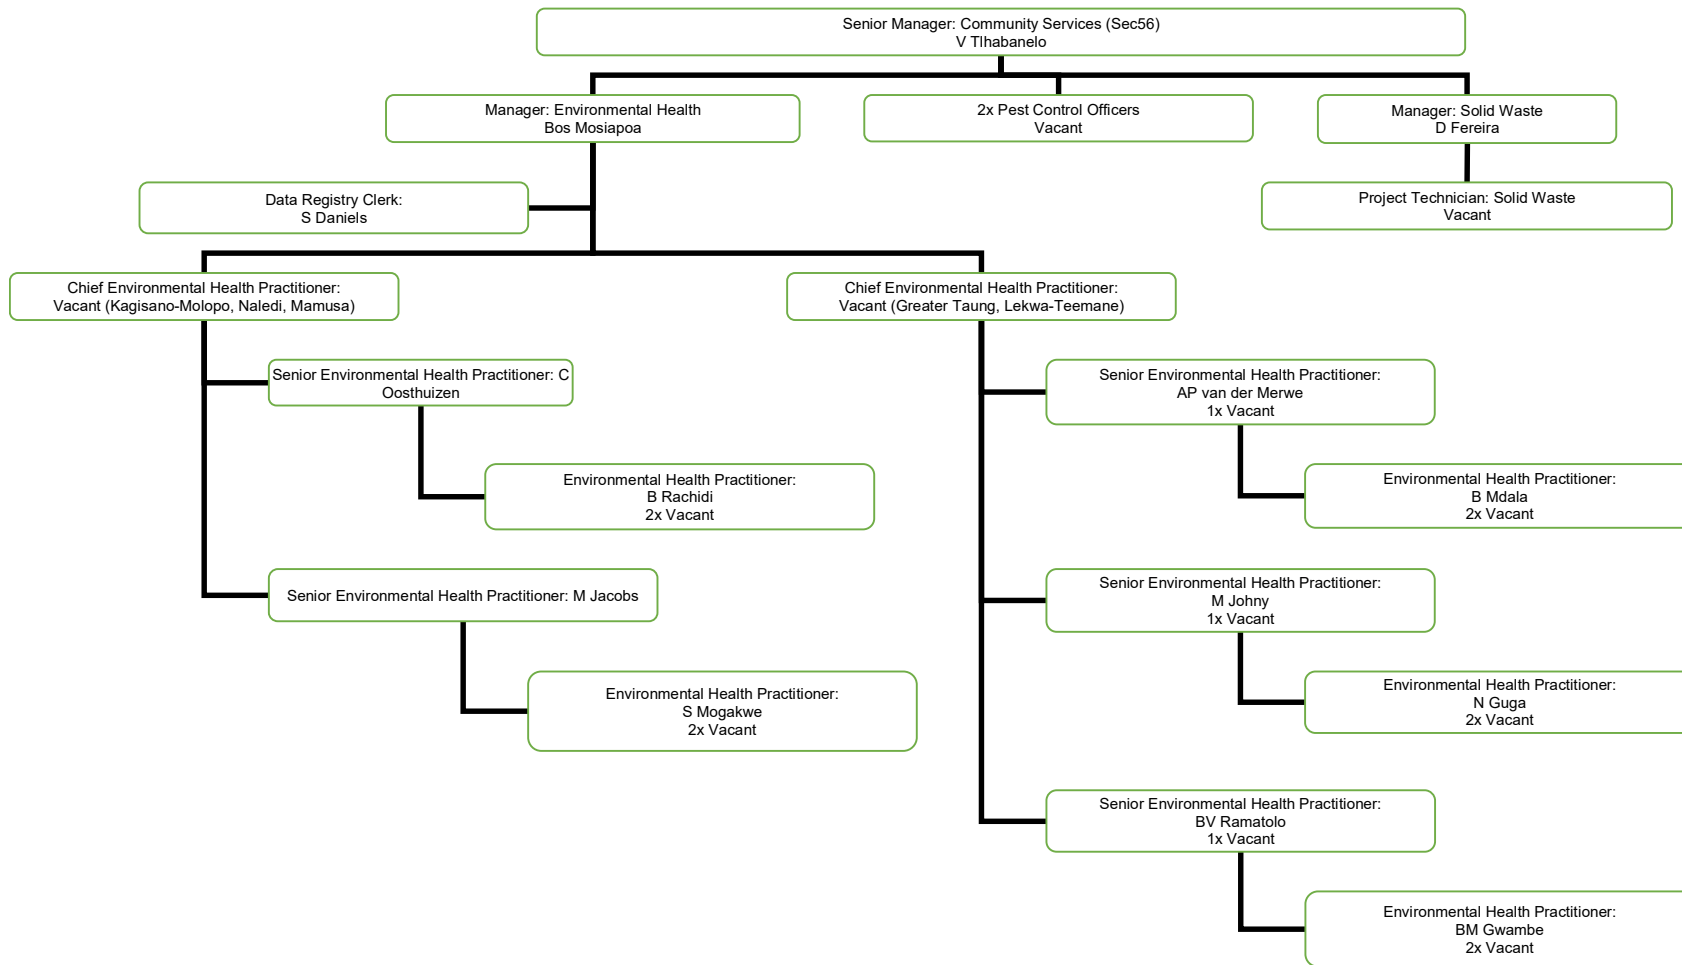 Senior Manager: Community Services (Sec56)
V Tlhabanelo
Manager: Environmental Health
Bos Mosiapoa
2x Pest Control Officers
Vacant
Manager: Solid Waste
D Fereira
Data Registry Clerk:
S Daniels
Project Technician: Solid Waste
Vacant
Chief Environmental Health Practitioner:
Vacant (Kagisano-Molopo, Naledi, Mamusa)
Chief Environmental Health Practitioner:
Vacant (Greater Taung, Lekwa-Teemane)
Senior Environmental Health Practitioner: C
Oosthuizen
Senior Environmental Health Practitioner:
AP van der Merwe
1x Vacant
Environmental Health Practitioner:
B Rachidi
2x Vacant
Environmental Health Practitioner:
B Mdala
2x Vacant
Senior Environmental Health Practitioner: M Jacobs
Senior Environmental Health Practitioner:
M Johny
1x Vacant
Environmental Health Practitioner:
S Mogakwe
2x Vacant
Environmental Health Practitioner:
N Guga
2x Vacant
Senior Environmental Health Practitioner:
BV Ramatolo
1x Vacant
Environmental Health Practitioner:
BM Gwambe
2x Vacant